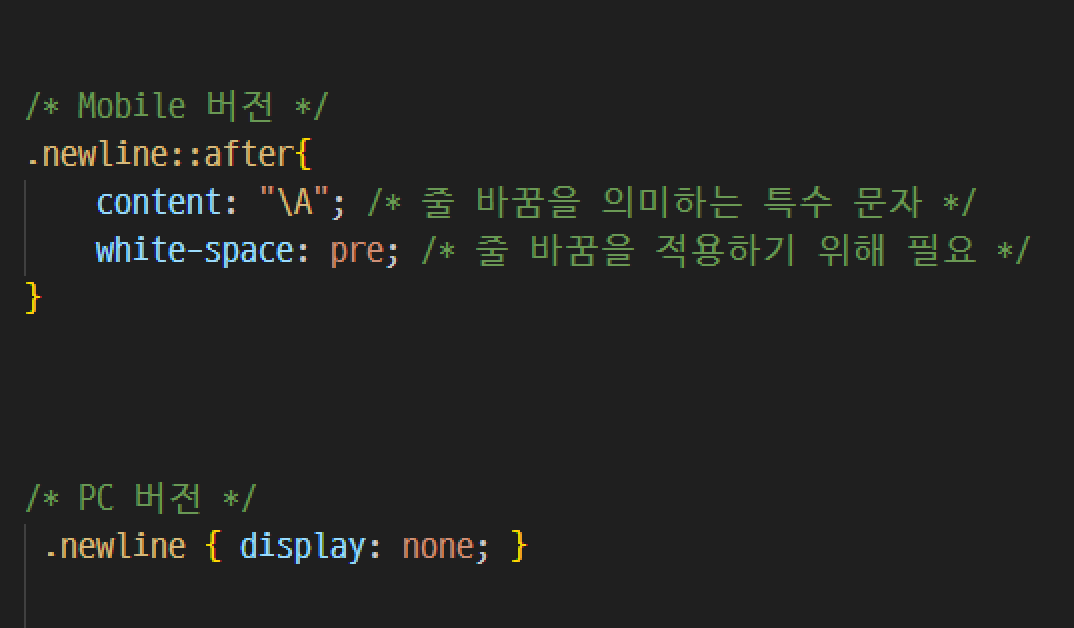 /* Mobile 버전 */
.newline::after{
content: "\A"; /* 줄 바꿈을 의미하는 특수 문자 */
white-space: pre; /* 줄 바꿈을 적용하기 위해 필요 */
}
/* PC 버전 */
.newline { display: none; }